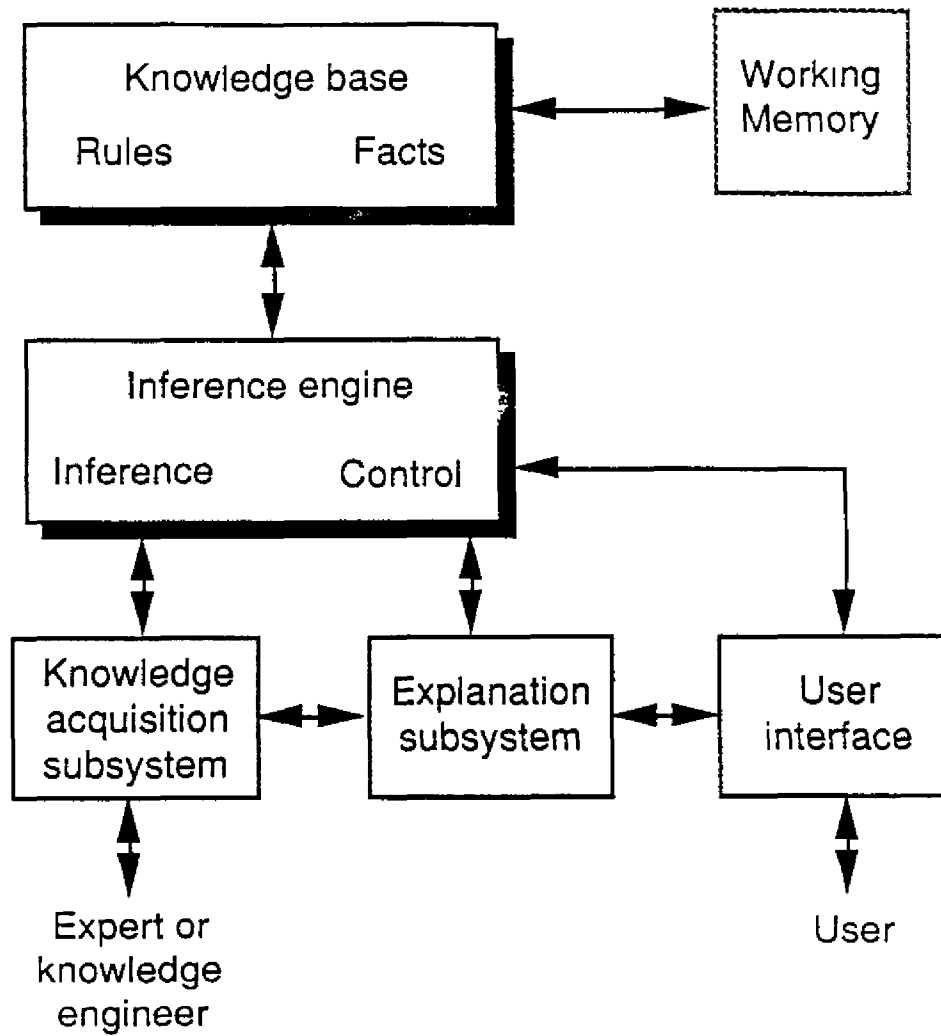 Knowledge base
Rules Facts
Working
Memory
Inference engine
Inference Control
Knowledge
acquisition
subsystem
Explanation
subsystem
User
interface
Expert or
knowledge
engineer
User